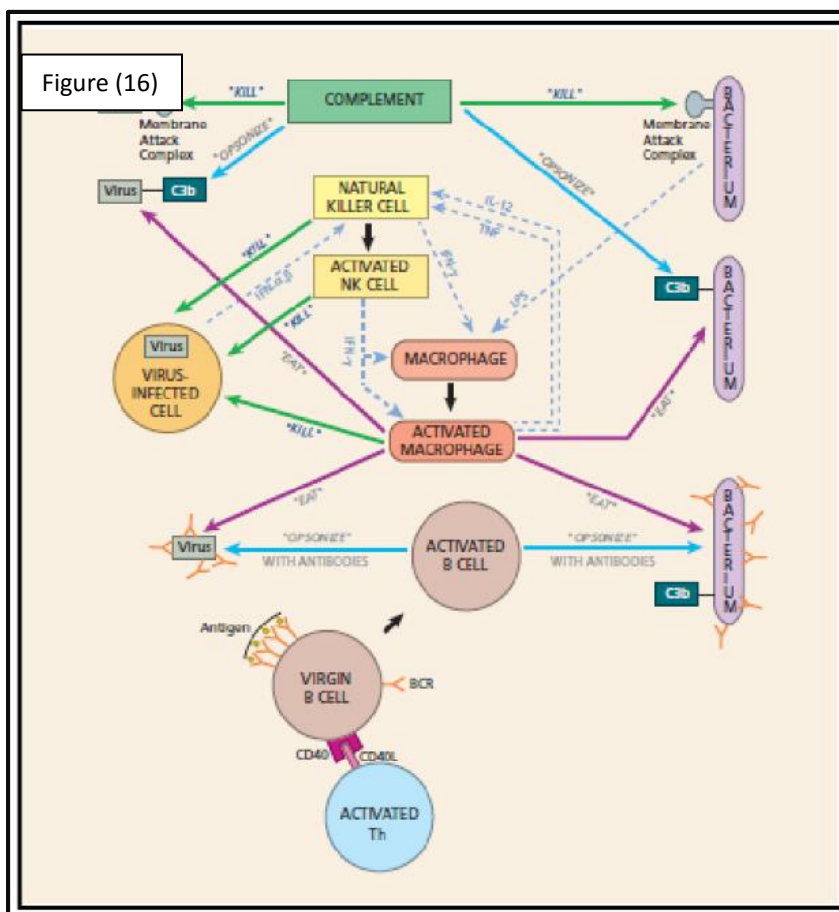 Figure (16)
"KILL"
COMPLEMENT
"KILL"
Membrane
Attack
Complex
"OPSONIZE"
Membrane
Attack
Complex
BACTERIUM
"OPSONIZE"
Virus
C3b
NATURAL
KILLER CELL
IL-12
TNF
"KILL"
IFN-α,β
ACTIVATED
NK CELL
IFN-γ
LPS
C3b
BACTERIUM
"KILL"
IFN-γ
Virus
VIRUS-
INFECTED
CELL
"EAT"
MACROPHAGE
"KILL"
ACTIVATED
MACROPHAGE
"EAT"
"EAT"
"EAT"
Virus
"OPSONIZE"
WITH ANTIBODIES
ACTIVATED
B CELL
"OPSONIZE"
WITH ANTIBODIES
BACTERIUM
C3b
Antigen
VIRGIN
B CELL
BCR
CD40
CD40L
ACTIVATED
Th